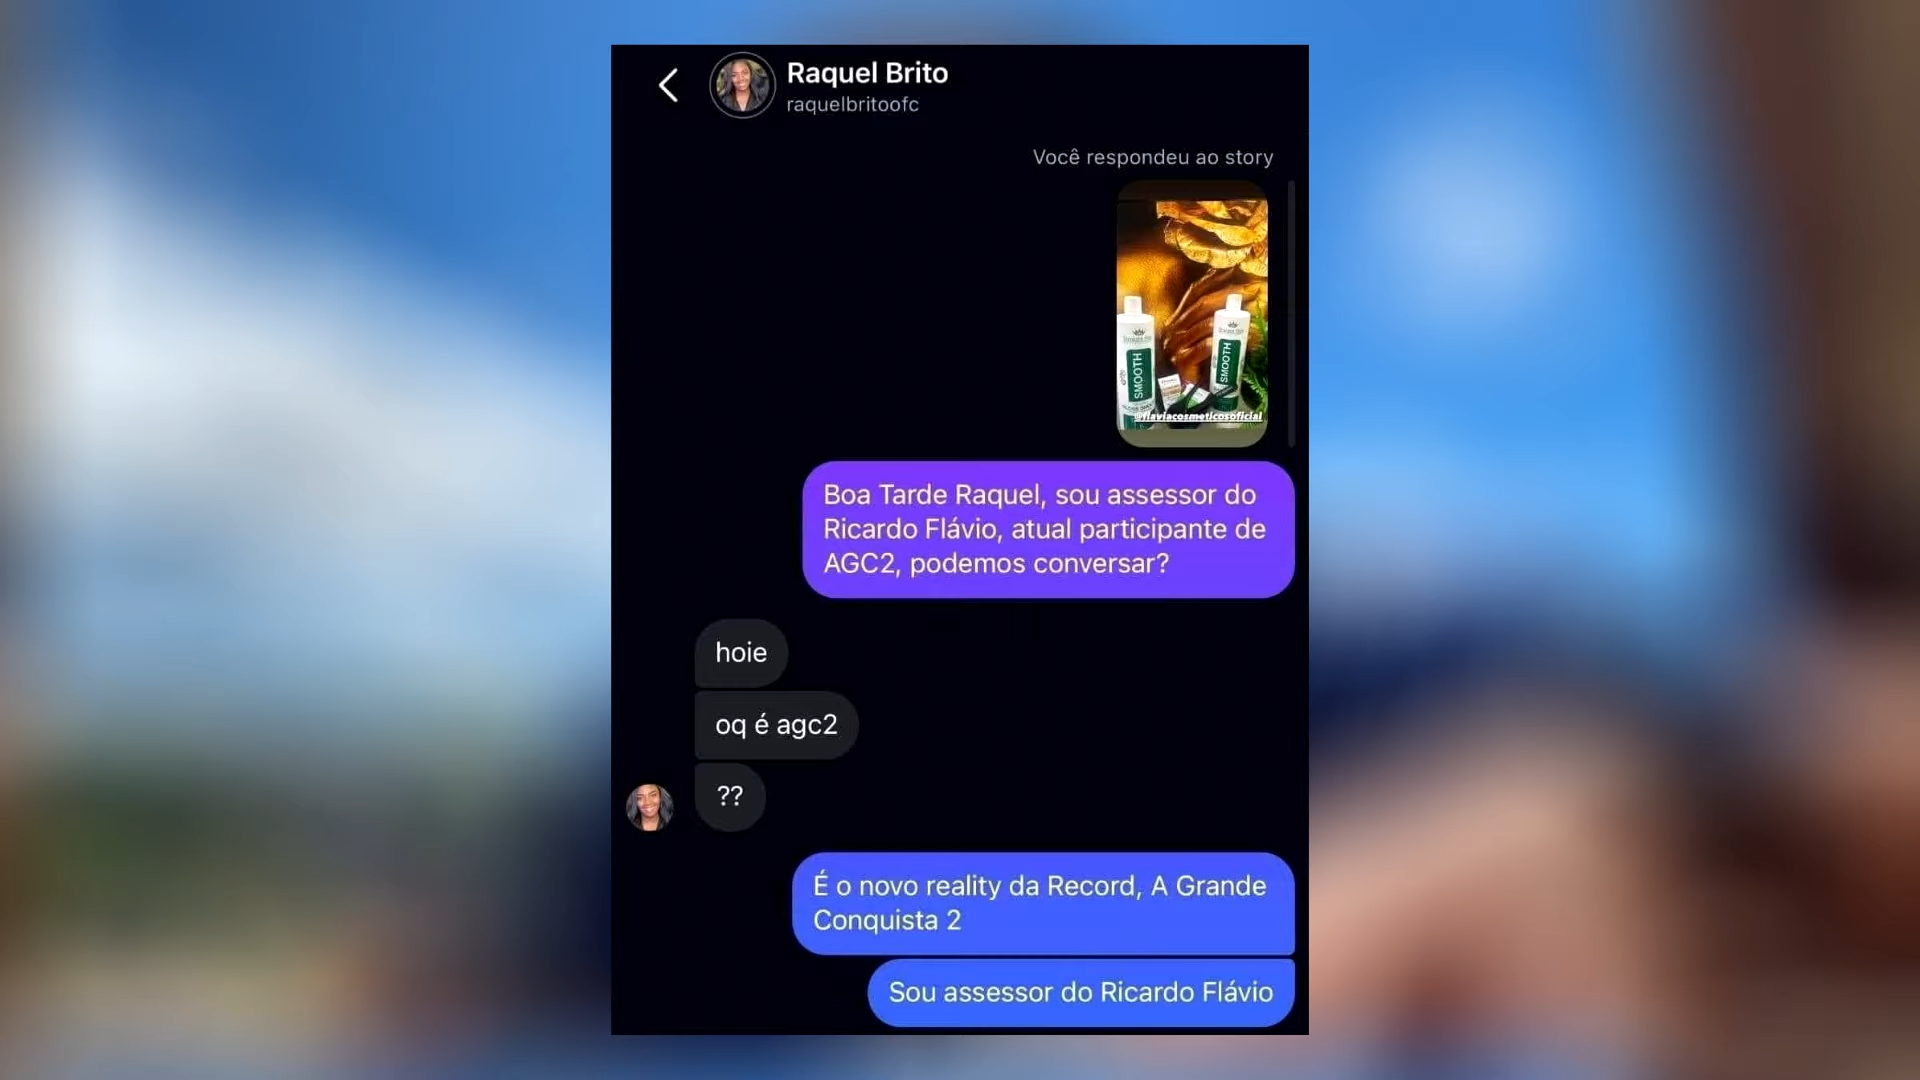 Raquel Brito
raquelbritoofc
Você respondeu ao story
SMOOTH
SMOOTH
@flaviacosmeticosoficial
Boa Tarde Raquel, sou assessor do
Ricardo Flávio, atual participante de
AGC2, podemos conversar?
hoie
oq é agc2
??
É o novo reality da Record, A Grande
Conquista 2
Sou assessor do Ricardo Flávio